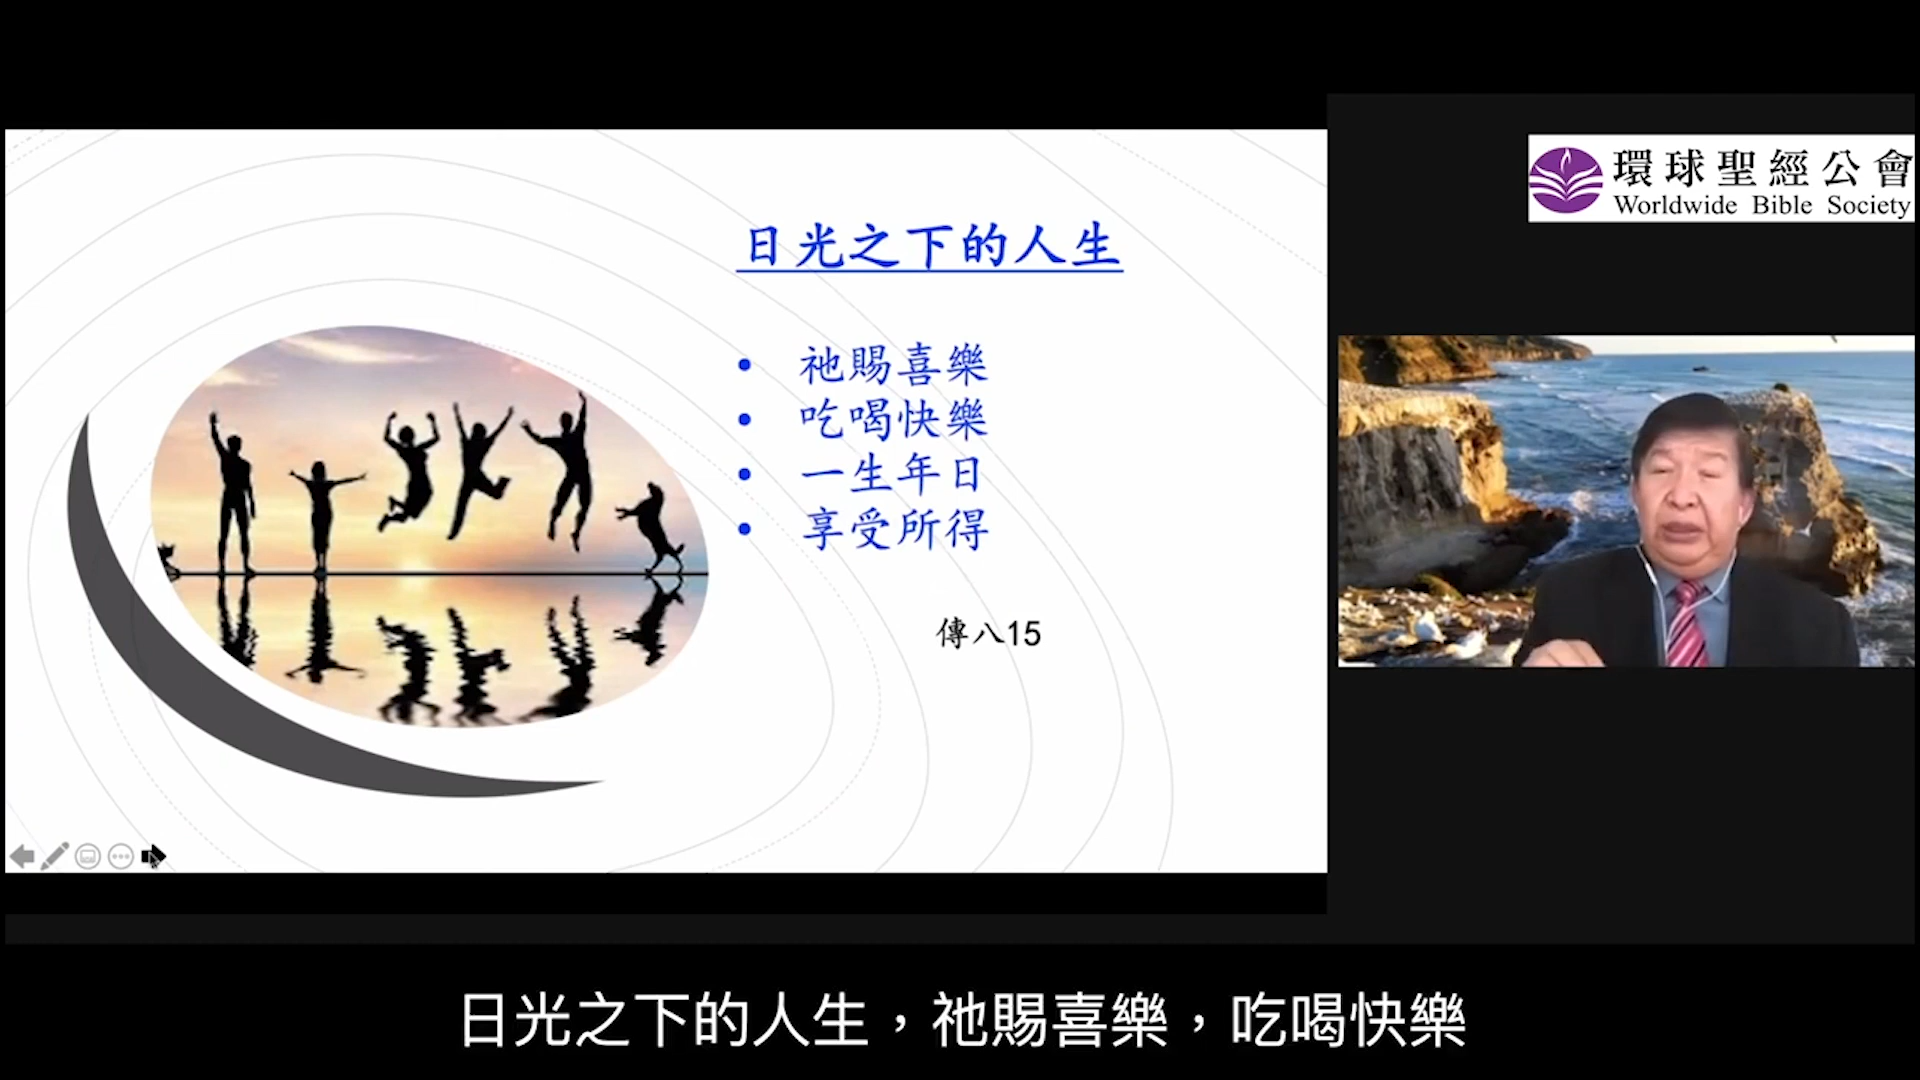 環球聖經公會
Worldwide Bible Society
日光之下的人生
• 祂賜喜樂
• 吃喝快樂
• 一生年日
• 享受所得
傳八15
日光之下的人生，祂賜喜樂，吃喝快樂